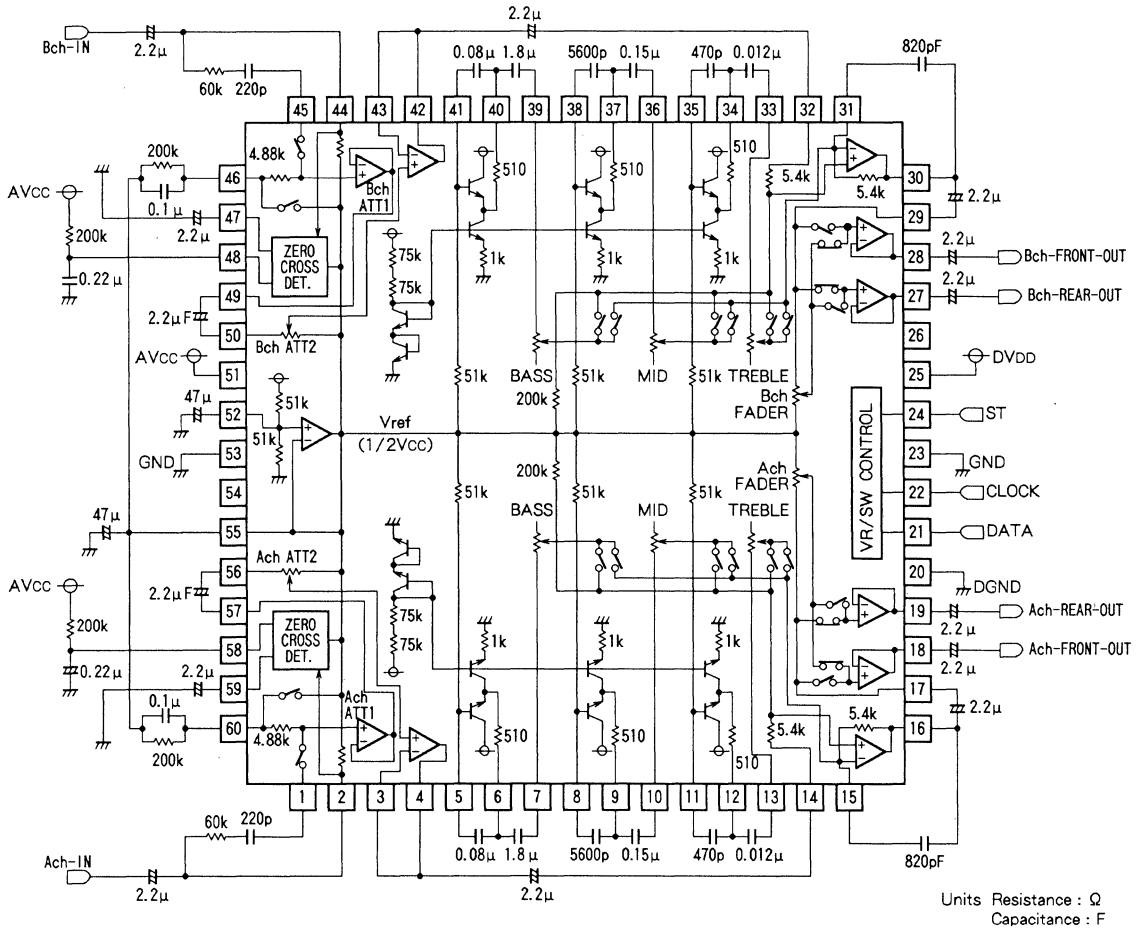 Bch-IN
2.2μ
60k 220p
2.2μ
0.08μ 1.8μ
5600p 0.15μ
470p 0.012μ
820pF
45 44 43 42 41 40 39 38 37 36 35 34 33 32 31
200k
46
4.88k
Bch
ATT1
510
510
510
5.4k
5.4k
30
2.2μ
AVCC
0.1μ
47
2.2μ
29
200k
48
ZERO
CROSS
DET.
75k
75k
1k
1k
1k
28
2.2μ
Bch-FRONT-OUT
0.22μ
49
27
2.2μ
Bch-REAR-OUT
2.2μF
50
Bch ATT2
26
AVCC
51
51k
BASS
51k
MID
51k
TREBLE
25
DVDD
47μ
52
51k
51k
200k
Bch
FADER
24
ST
Vref
(1/2VCC)
GND
53
VR/SW CONTROL
23
GND
54
200k
Ach
FADER
22
CLOCK
47μ
55
51k
BASS
51k
MID
51k
TREBLE
21
DATA
56
Ach ATT2
20
DGND
AVCC
2.2μF
57
75k
75k
19
2.2μ
Ach-REAR-OUT
200k
58
ZERO
CROSS
DET.
1k
1k
1k
18
2.2μ
Ach-FRONT-OUT
0.22μ
2.2μ
59
17
2.2μ
0.1μ
60
4.88k
Ach
ATT1
510
510
510
5.4k
5.4k
16
200k
1 2 3 4 5 6 7 8 9 10 11 12 13 14 15
60k 220p
0.08μ 1.8μ
5600p 0.15μ
470p 0.012μ
820pF
Ach-IN
2.2μ
2.2μ
Units Resistance : Ω
Capacitance : F